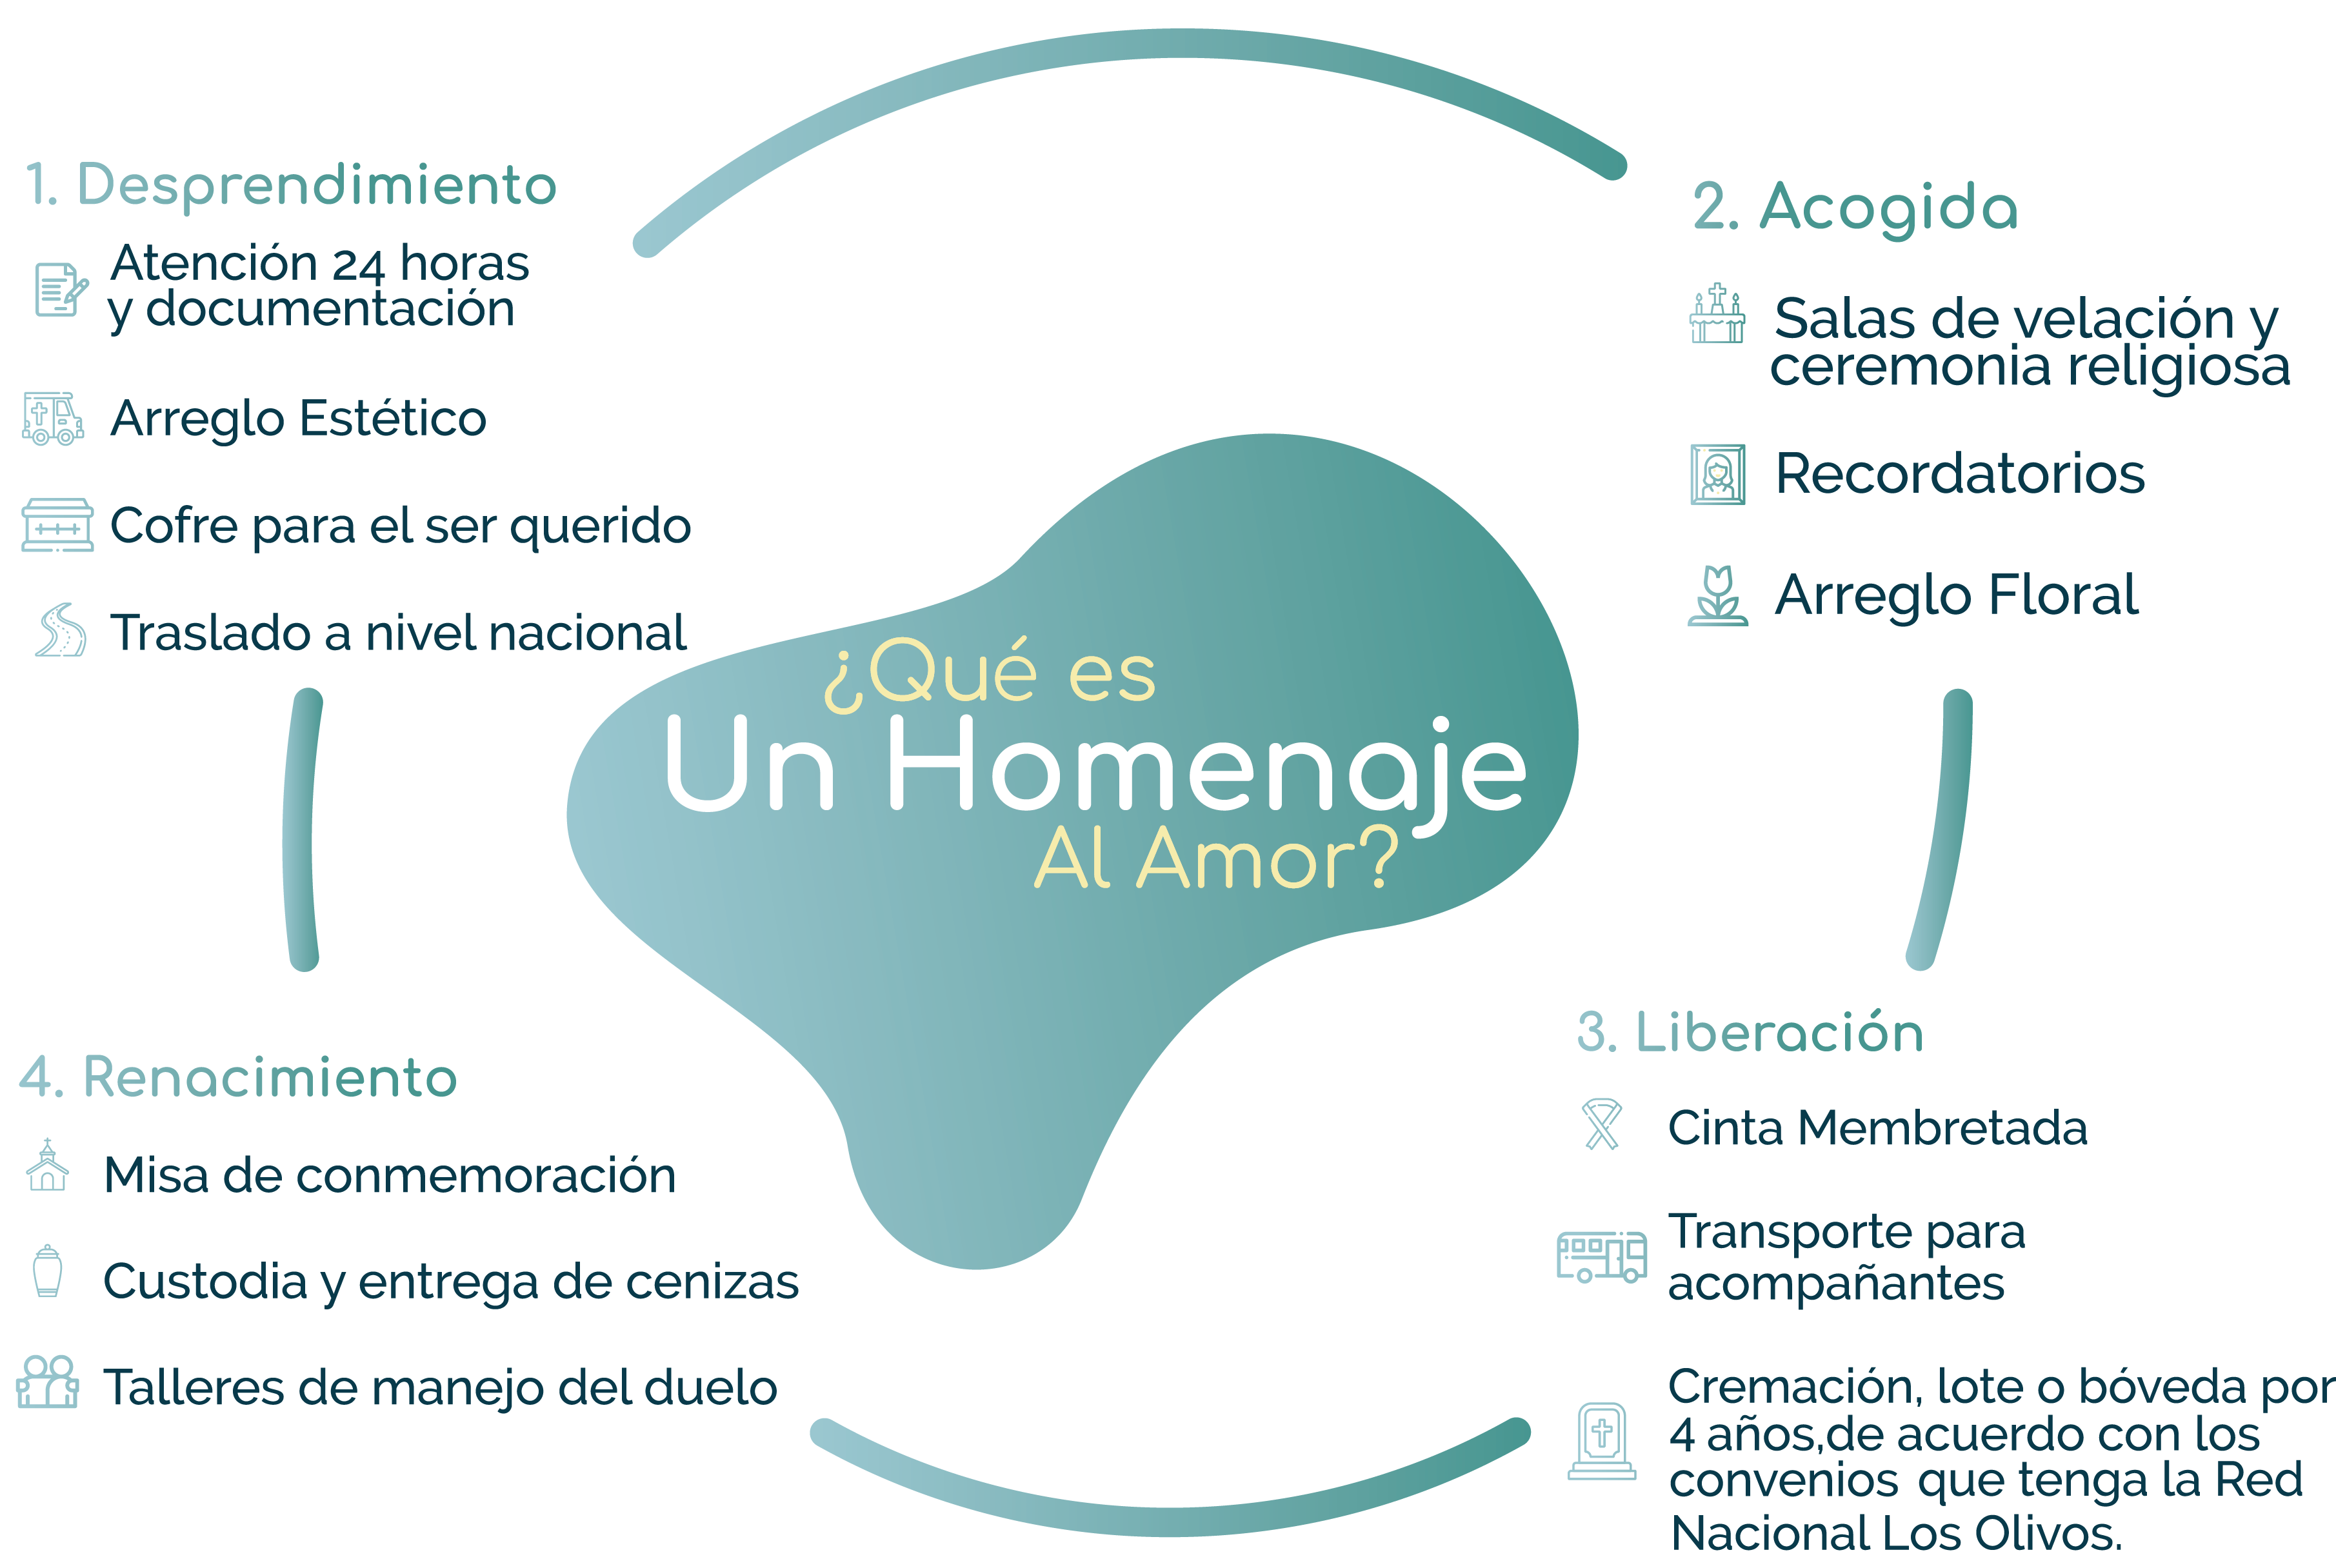 1. Desprendimiento
Atención 24 horas
y documentación
Arreglo Estético
Cofre para el ser querido
Traslado a nivel nacional
2. Acogida
Salas de velación y
ceremonia religiosa
Recordatorios
Arreglo Floral
¿Qué es
Un Homenaje
Al Amor?
3. Liberación
Cinta Membretada
Transporte para
acompañantes
Cremación, lote o bóveda por
4 años,de acuerdo con los
convenios que tenga la Red
Nacional Los Olivos.
4. Renacimiento
Misa de conmemoración
Custodia y entrega de cenizas
Talleres de manejo del duelo